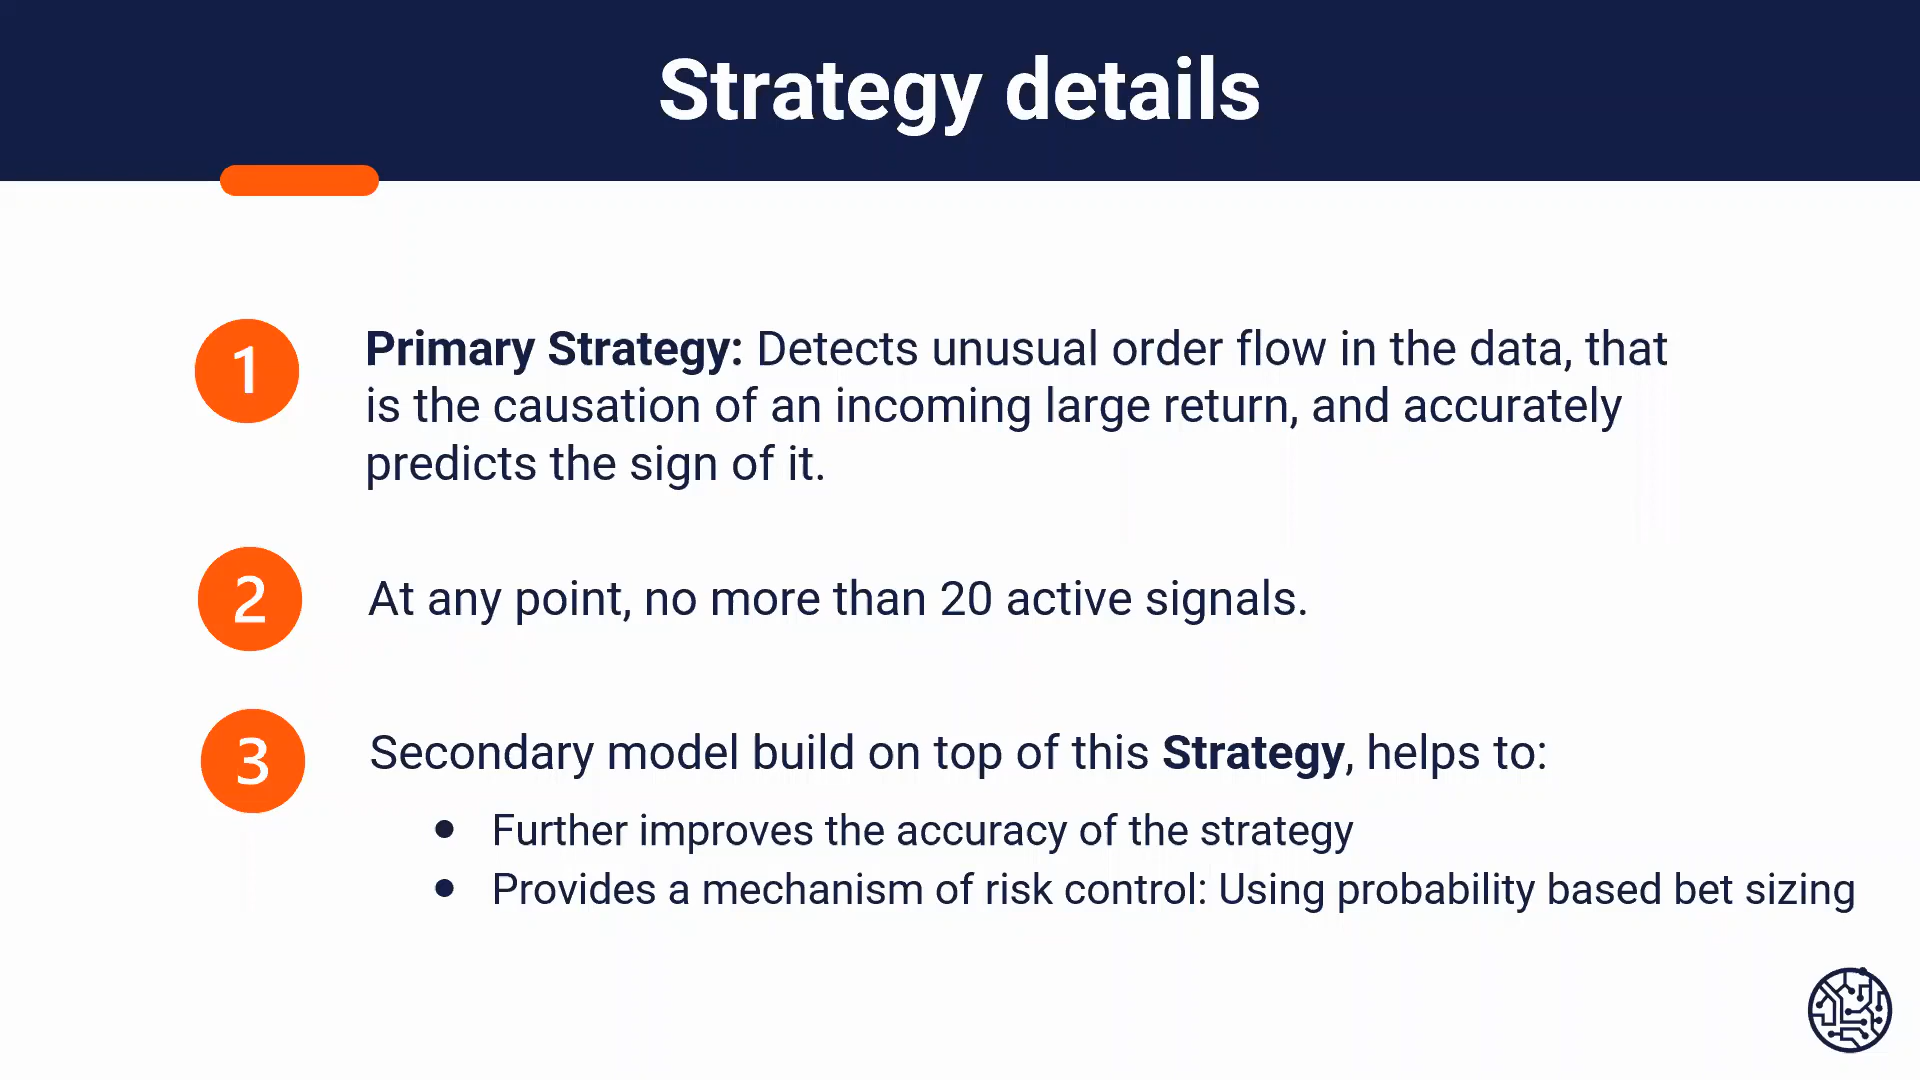 Strategy details
1
Primary Strategy: Detects unusual order flow in the data, that
is the causation of an incoming large return, and accurately
predicts the sign of it.
2
At any point, no more than 20 active signals.
3
Secondary model build on top of this Strategy, helps to:
● Further improves the accuracy of the strategy
● Provides a mechanism of risk control: Using probability based bet sizing